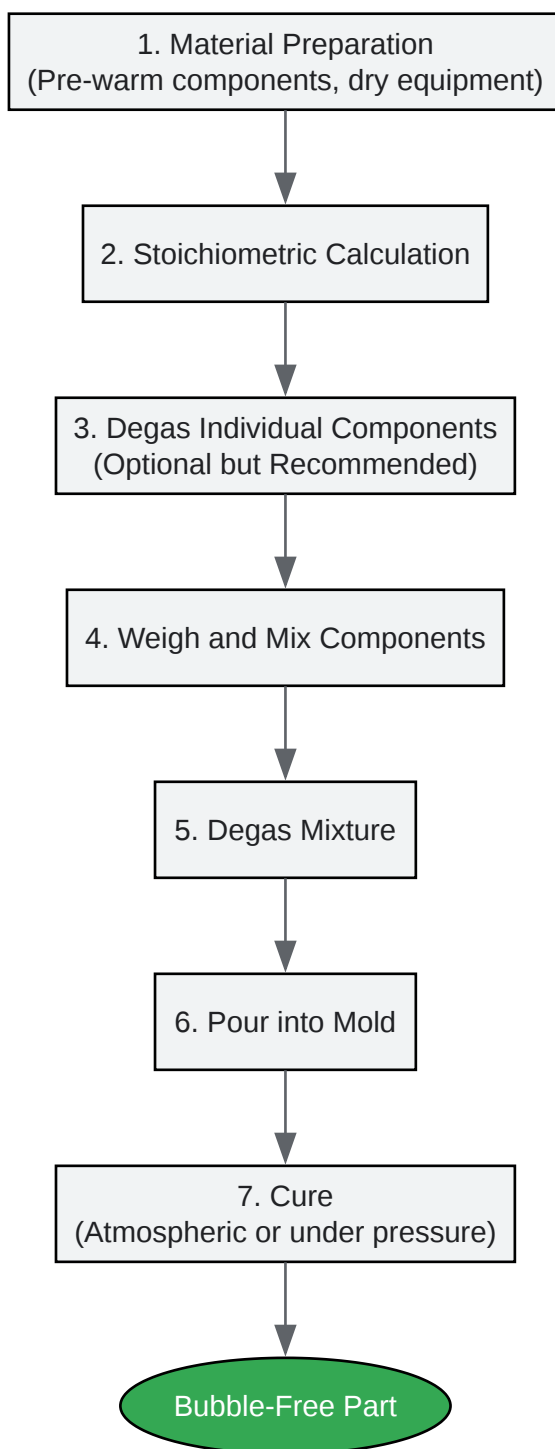 1. Material Preparation
(Pre-warm components, dry equipment)
2. Stoichiometric Calculation
3. Degas Individual Components
(Optional but Recommended)
4. Weigh and Mix Components
5. Degas Mixture
6. Pour into Mold
7. Cure
(Atmospheric or under pressure)
Bubble-Free Part